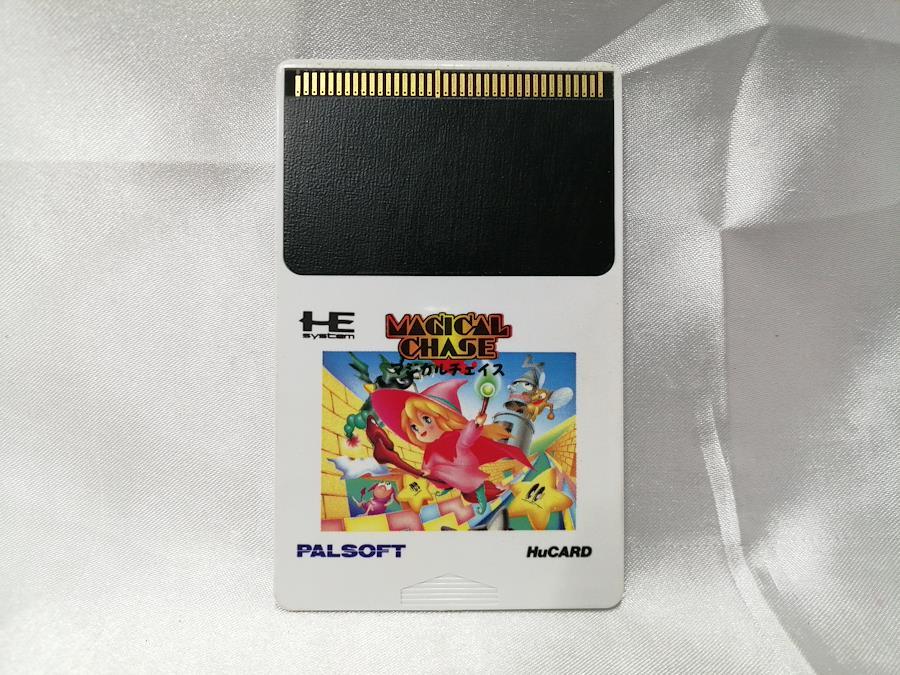 HE
system
MAGICAL
CHASE
マジカルチェイス
PALSOFT
HuCARD